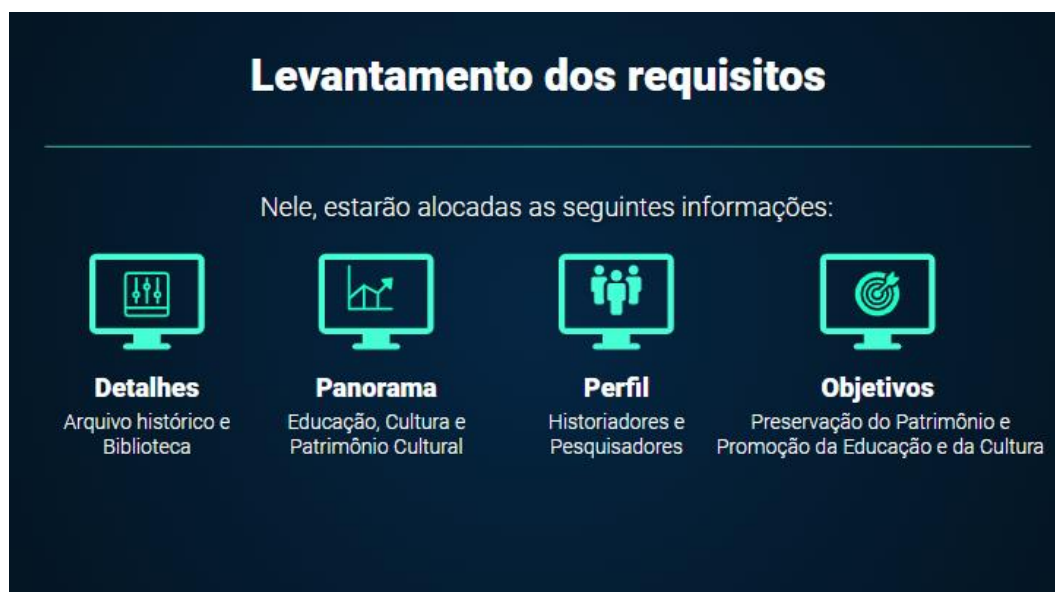 Levantamento dos requisitos
Nele, estarão alocadas as seguintes informações:
Detalhes
Arquivo histórico e
Biblioteca
Panorama
Educação, Cultura e
Patrimônio Cultural
Perfil
Historiadores e
Pesquisadores
Objetivos
Preservação do Patrimônio e
Promoção da Educação e da Cultura